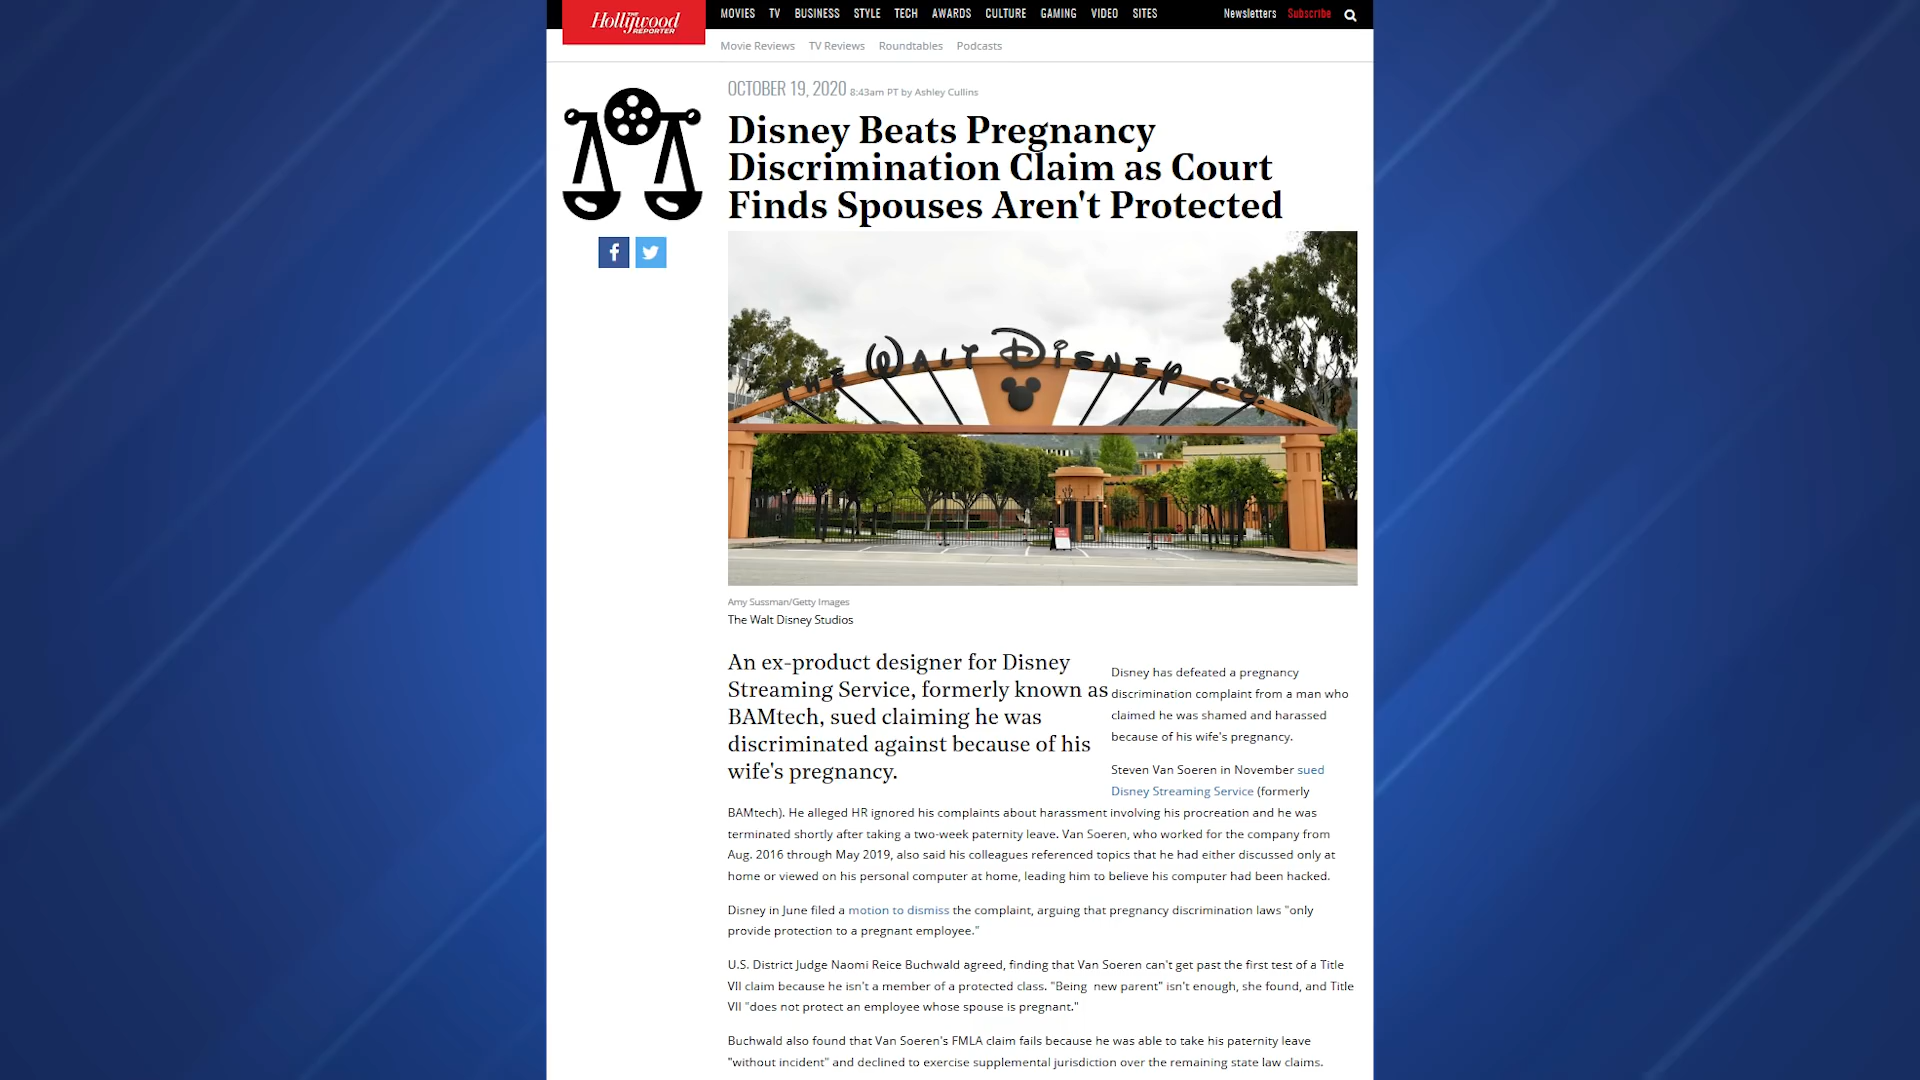 The Hollywood REPORTER
MOVIES TV BUSINESS STYLE TECH AWARDS CULTURE GAMING VIDEO SITES Newsletters Subscribe
Movie Reviews TV Reviews Roundtables Podcasts
OCTOBER 19, 2020 8:43am PT by Ashley Cullins
Disney Beats Pregnancy
Discrimination Claim as Court
Finds Spouses Aren't Protected
THE WALT DISNEY CO.
Amy Sussman/Getty Images
The Walt Disney Studios
An ex-product designer for Disney
Streaming Service, formerly known as
BAMtech, sued claiming he was
discriminated against because of his
wife's pregnancy.
Disney has defeated a pregnancy
discrimination complaint from a man who
claimed he was shamed and harassed
because of his wife's pregnancy.
Steven Van Soeren in November sued
Disney Streaming Service (formerly
BAMtech). He alleged HR ignored his complaints about harassment involving his procreation and he was
terminated shortly after taking a two-week paternity leave. Van Soeren, who worked for the company from
Aug. 2016 through May 2019, also said his colleagues referenced topics that he had either discussed only at
home or viewed on his personal computer at home, leading him to believe his computer had been hacked.
Disney in June filed a motion to dismiss the complaint, arguing that pregnancy discrimination laws "only
provide protection to a pregnant employee."
U.S. District Judge Naomi Reice Buchwald agreed, finding that Van Soeren can't get past the first test of a Title
VII claim because he isn't a member of a protected class. "Being new parent" isn't enough, she found, and Title
VII "does not protect an employee whose spouse is pregnant."
Buchwald also found that Van Soeren's FMLA claim fails because he was able to take his paternity leave
"without incident" and declined to exercise supplemental jurisdiction over the remaining state law claims.